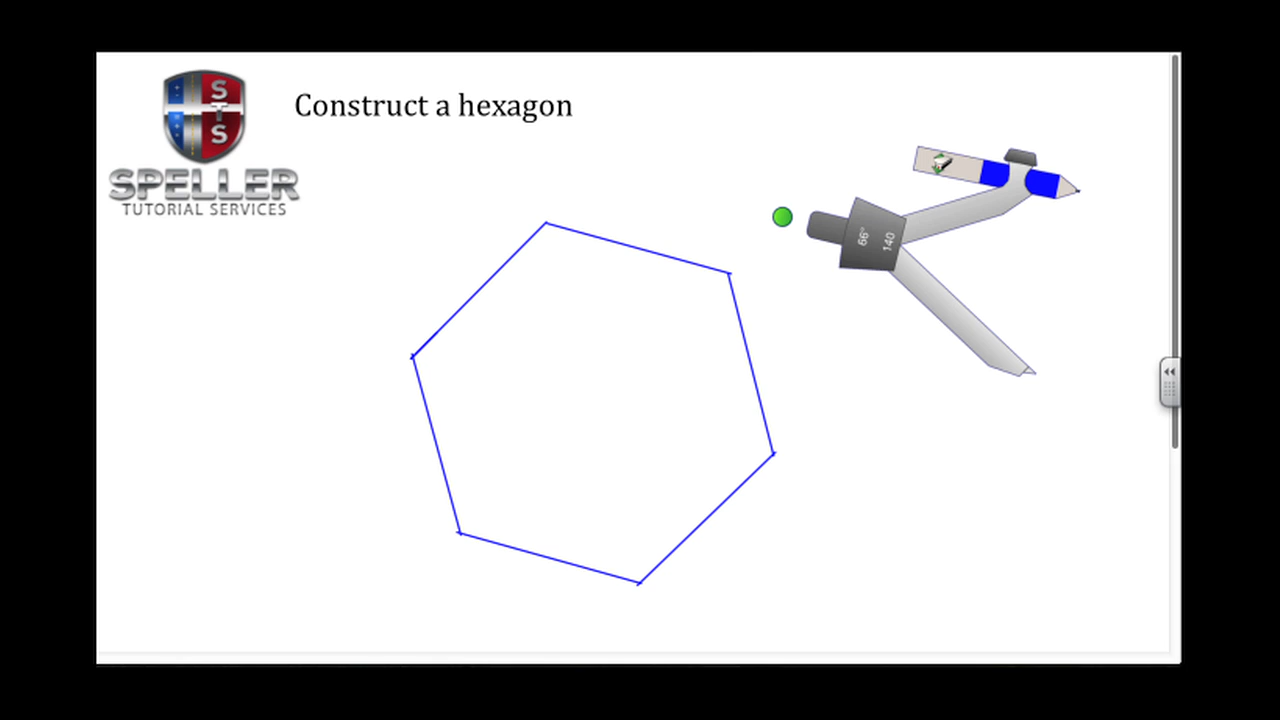 STS
SPELLER
TUTORIAL SERVICES
Construct a hexagon
66°
140